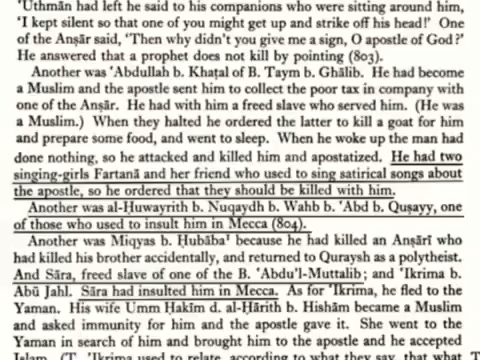 'Uthmān had left he said to his companions who were sitting around him,
'I kept silent so that one of you might get up and strike off his head!' One
of the Anṣār said, 'Then why didn't you give me a sign, O apostle of God?'
He answered that a prophet does not kill by pointing (803).
Another was 'Abdullah b. Khaṭal of B. Taym b. Ghālib. He had become
a Muslim and the apostle sent him to collect the poor tax in company with
one of the Anṣār. He had with him a freed slave who served him. (He was
a Muslim.) When they halted he ordered the latter to kill a goat for him
and prepare some food, and went to sleep. When he woke up the man had
done nothing, so he attacked and killed him and apostatized. He had two
singing-girls Fartanā and her friend who used to sing satirical songs about
the apostle, so he ordered that they should be killed with him.
Another was al-Ḥuwayrith b. Nuqaydh b. Wahb b. 'Abd b. Quṣayy, one
of those who used to insult him in Mecca (804).
Another was Miqyas b. Ḥubāba¹ because he had killed an Anṣārī who
had killed his brother accidentally, and returned to Quraysh as a polytheist.
And Sāra, freed slave of one of the B. 'Abdu'l-Muttalib; and 'Ikrima b.
Abū Jahl. Sāra had insulted him in Mecca. As for 'Ikrima, he fled to the
Yaman. His wife Umm Ḥakīm d. al-Ḥārith b. Hishām became a Muslim
and asked immunity for him and the apostle gave it. She went to the
Yaman in search of him and brought him to the apostle and he accepted
Islam. (T. 'Ikrima used to relate, according to what they say, that what T